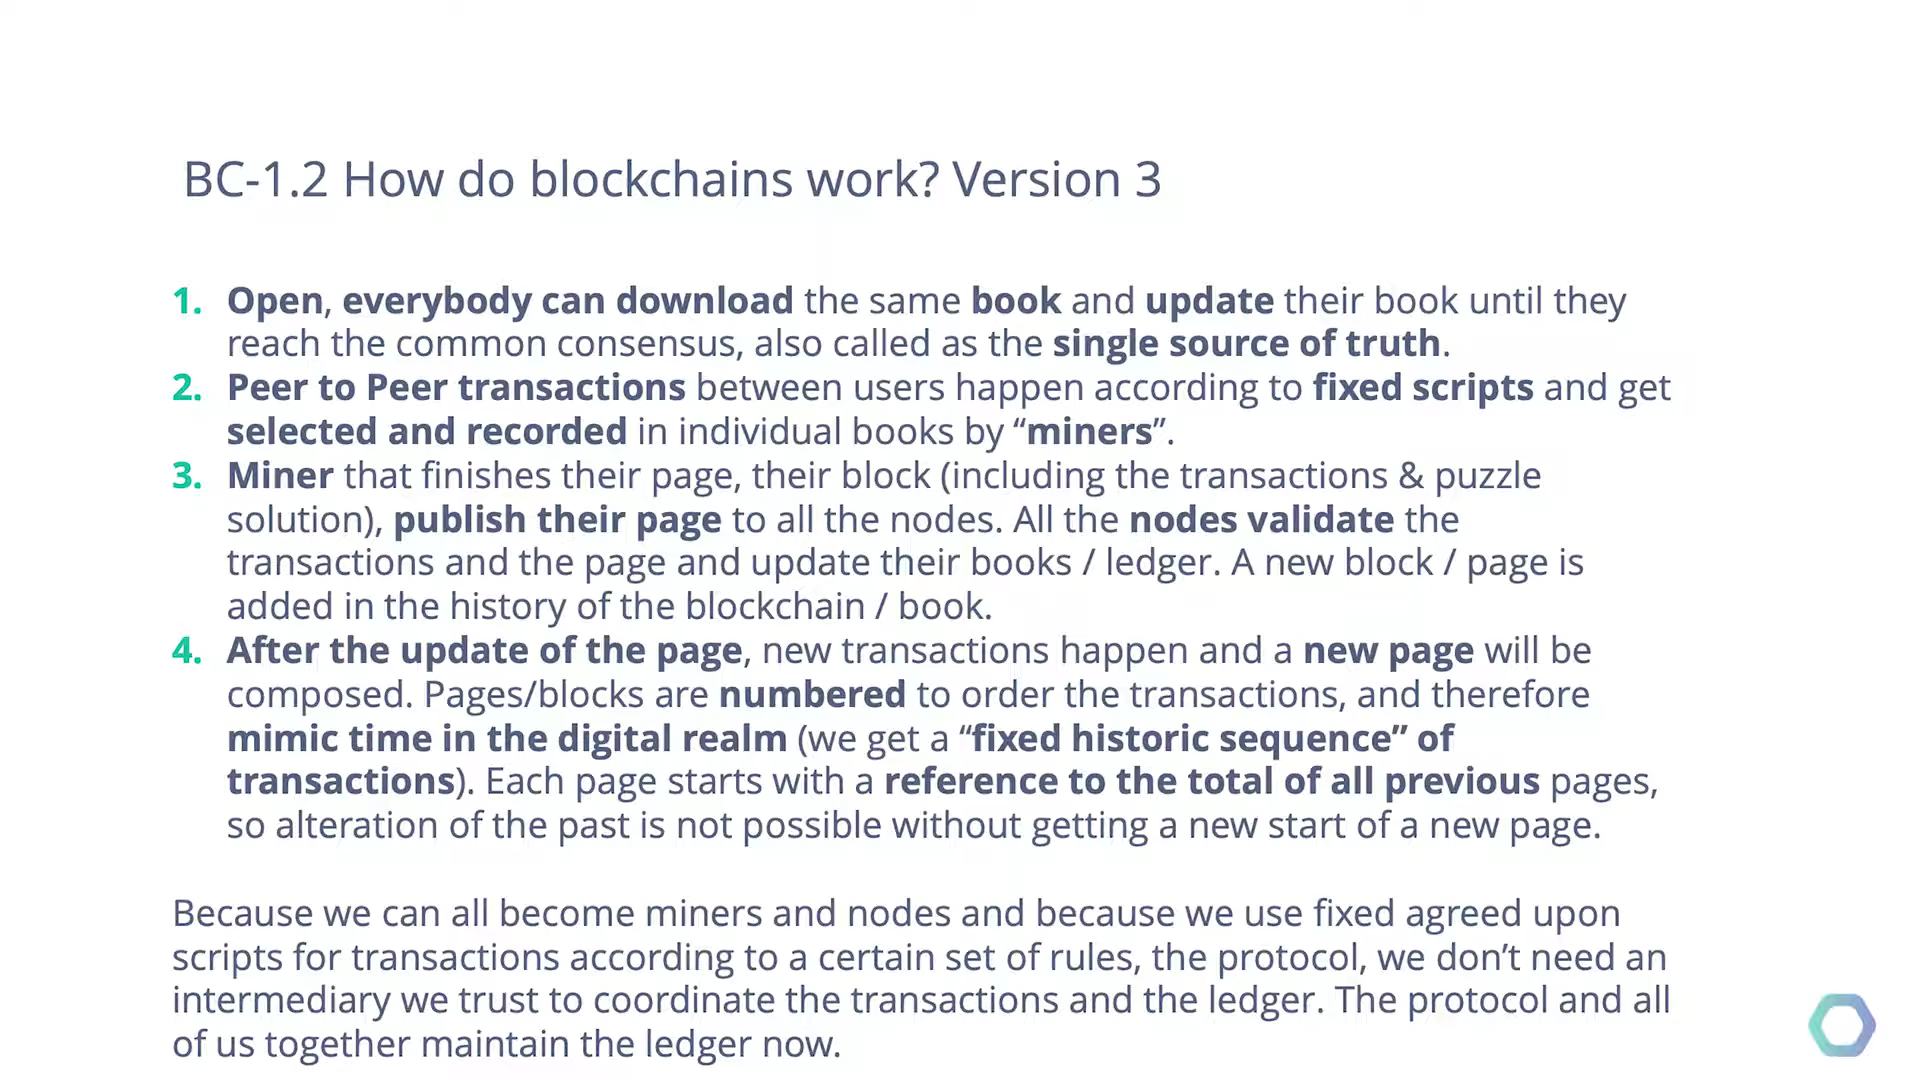 BC-1.2 How do blockchains work? Version 3
1. Open, everybody can download the same book and update their book until they
reach the common consensus, also called as the single source of truth.
2. Peer to Peer transactions between users happen according to fixed scripts and get
selected and recorded in individual books by “miners”.
3. Miner that finishes their page, their block (including the transactions & puzzle
solution), publish their page to all the nodes. All the nodes validate the
transactions and the page and update their books / ledger. A new block / page is
added in the history of the blockchain / book.
4. After the update of the page, new transactions happen and a new page will be
composed. Pages/blocks are numbered to order the transactions, and therefore
mimic time in the digital realm (we get a “fixed historic sequence” of
transactions). Each page starts with a reference to the total of all previous pages,
so alteration of the past is not possible without getting a new start of a new page.
Because we can all become miners and nodes and because we use fixed agreed upon
scripts for transactions according to a certain set of rules, the protocol, we don’t need an
intermediary we trust to coordinate the transactions and the ledger. The protocol and all
of us together maintain the ledger now.